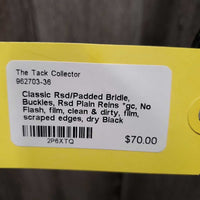 The Tack Collector
962703-36
Classic Rsd/Padded Bridle,
Buckles, Rsd Plain Reins *gc, No
Flash, film, clean & dirty, film,
scraped edges, dry Black
2P6XTQ
$70.00